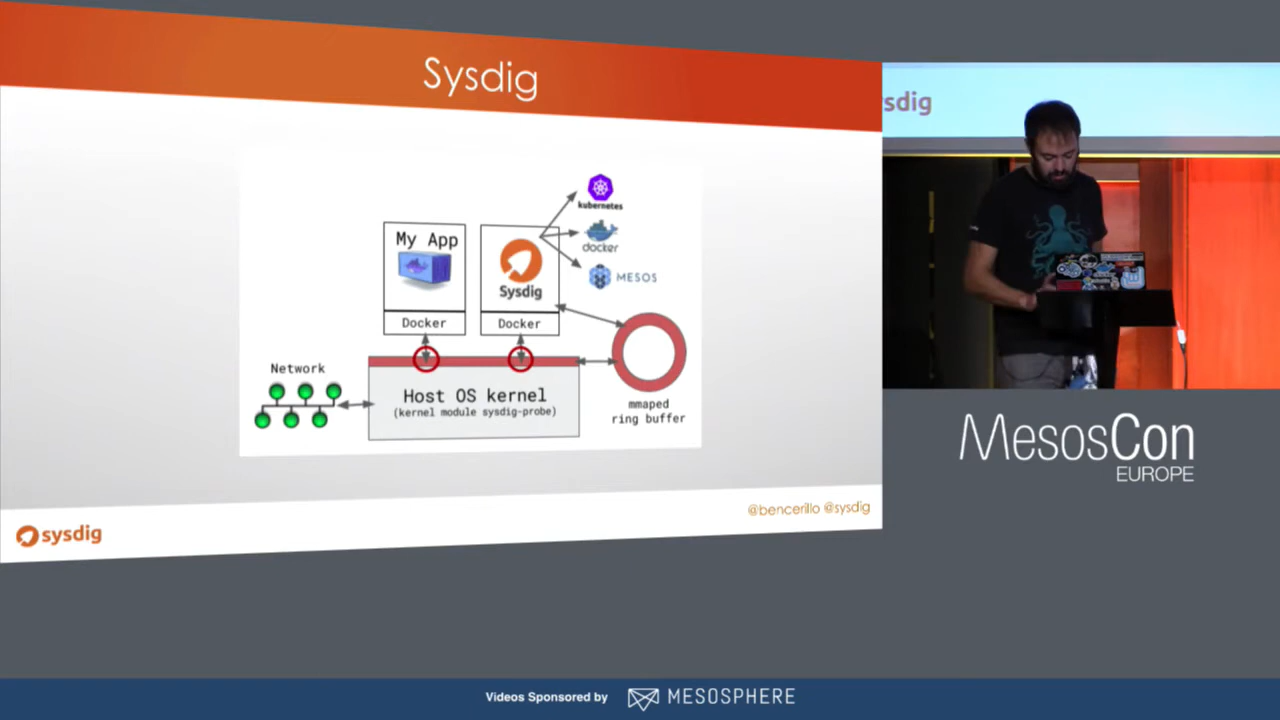 Sysdig
kubernetes
docker
MESOS
My App
Sysdig
Docker
Docker
Network
Host OS kernel
(kernel module sysdig-probe)
mmaped
ring buffer
sysdig
@bencerillo @sysdig
sdig
MesosCon
EUROPE
Videos Sponsored by
MESOSPHERE